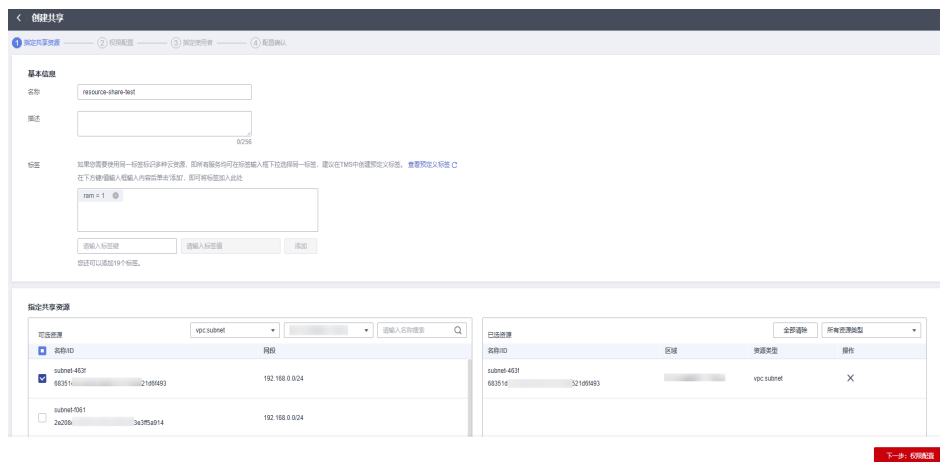 创建共享
1 指定共享资源 2 权限配置 3 指定使用者 4 配置确认
基本信息
名称 resource-share-test
描述
0/256
标签 如果您需要使用同一标签标识多种云资源，即所有服务均可在标签输入框下拉选择同一标签，建议在TMS中创建预定义标签。 查看预定义标签
在下方键/值输入框输入内容后单击'添加'，即可将标签加入此处
ram = 1
请输入标签键 请输入标签值 添加
您还可以添加19个标签。
指定共享资源
可选资源 vpc:subnet 请输入名称搜索 已选资源 全部清除 所有资源类型
名称/ID 网段 名称/ID 区域 资源类型 操作
subnet-463f 192.168.0.0/24 subnet-463f vpc:subnet
68351 21d6f493 68351d 521d6f493
subnet-f061 192.168.0.0/24
2e208 3e3ff5a914
下一步：权限配置